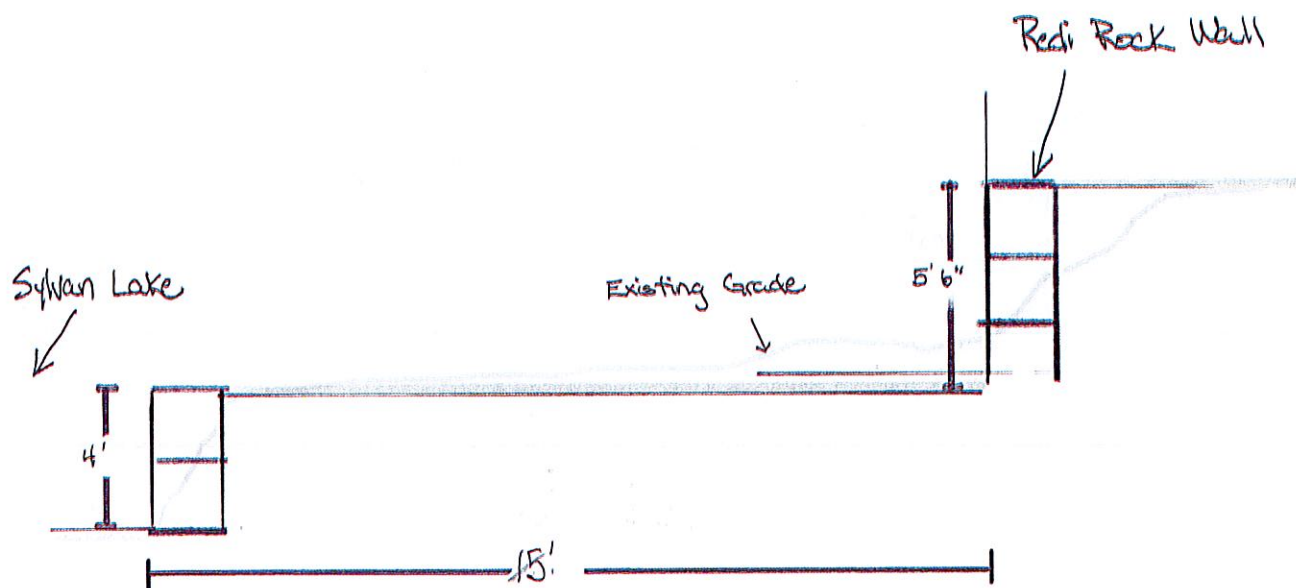 Redi Rock Wall
Sylvan Lake
Existing Grade
5'6"
4'
15'